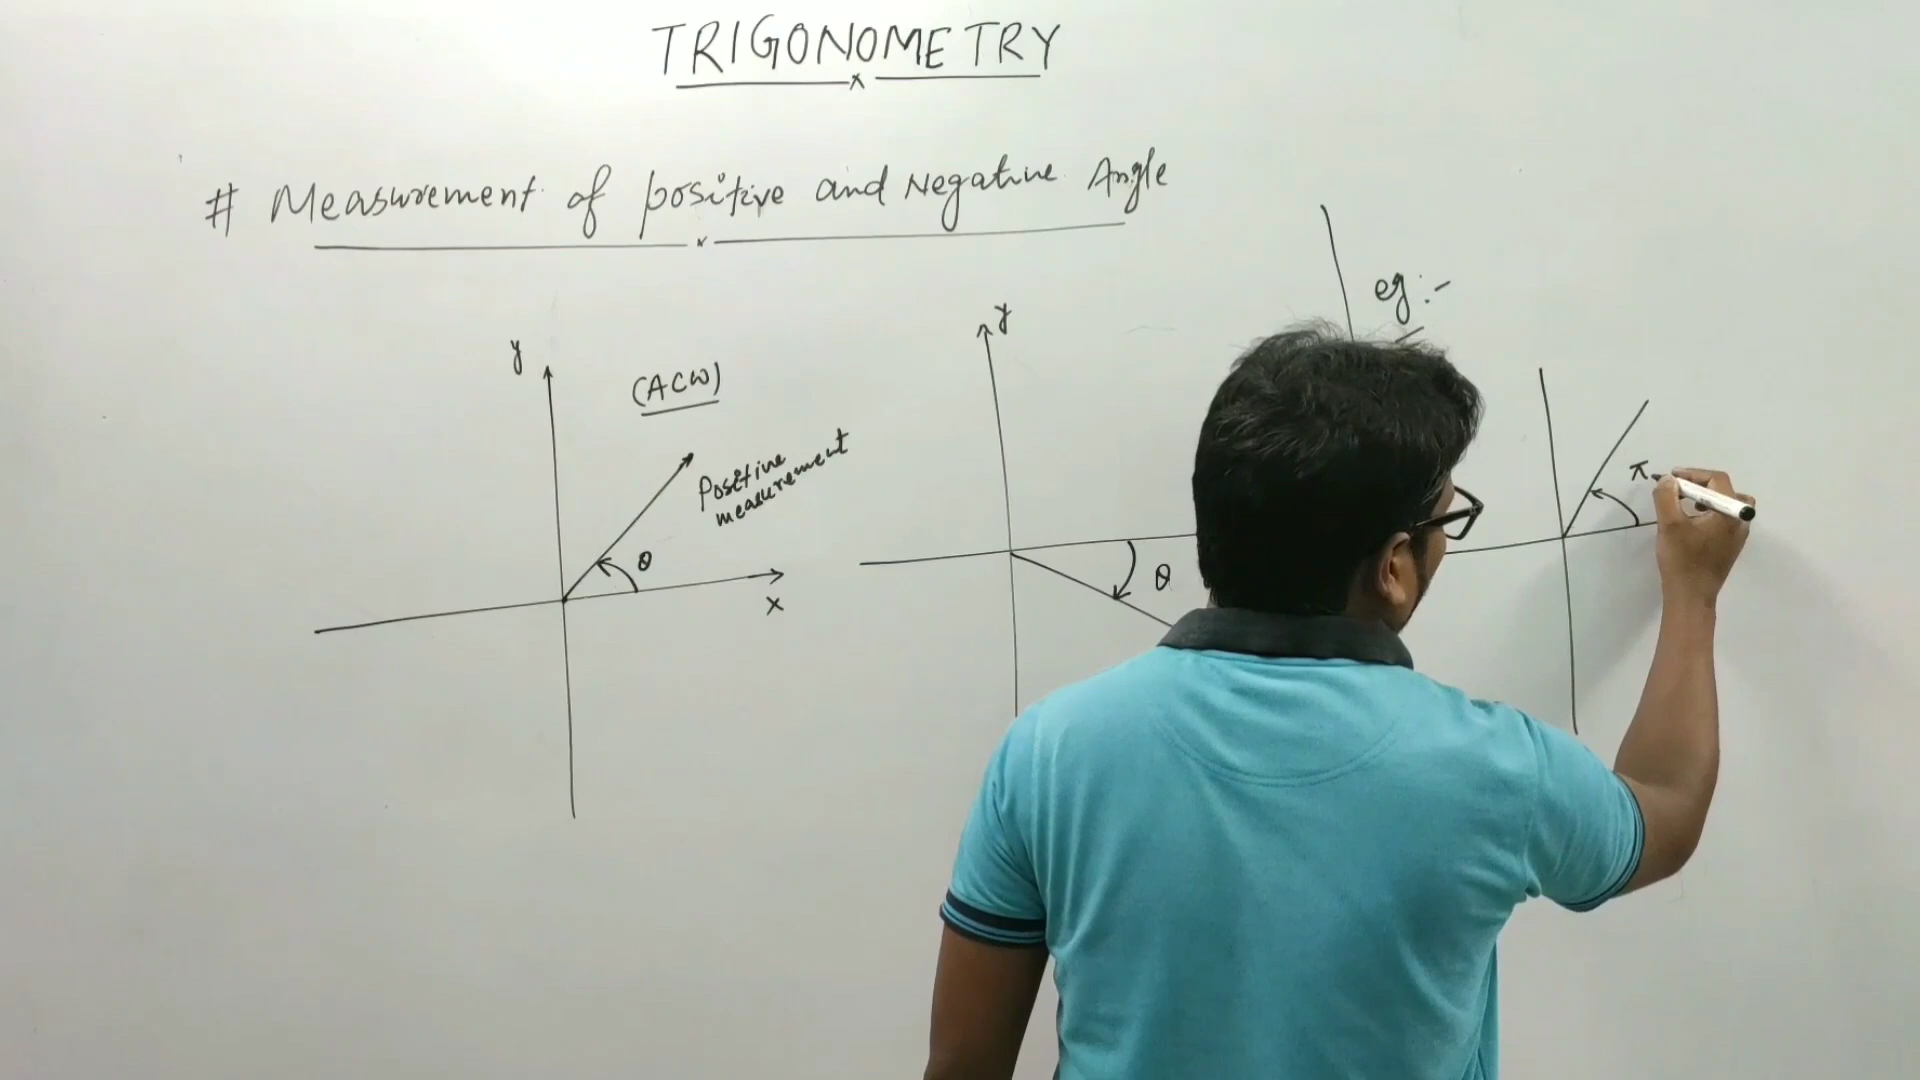 TRIGONOMETRY
# Measurement of positive and Negative Angle
y
(ACW)
Positive
measurement
θ
x
y
θ
eg:-
π